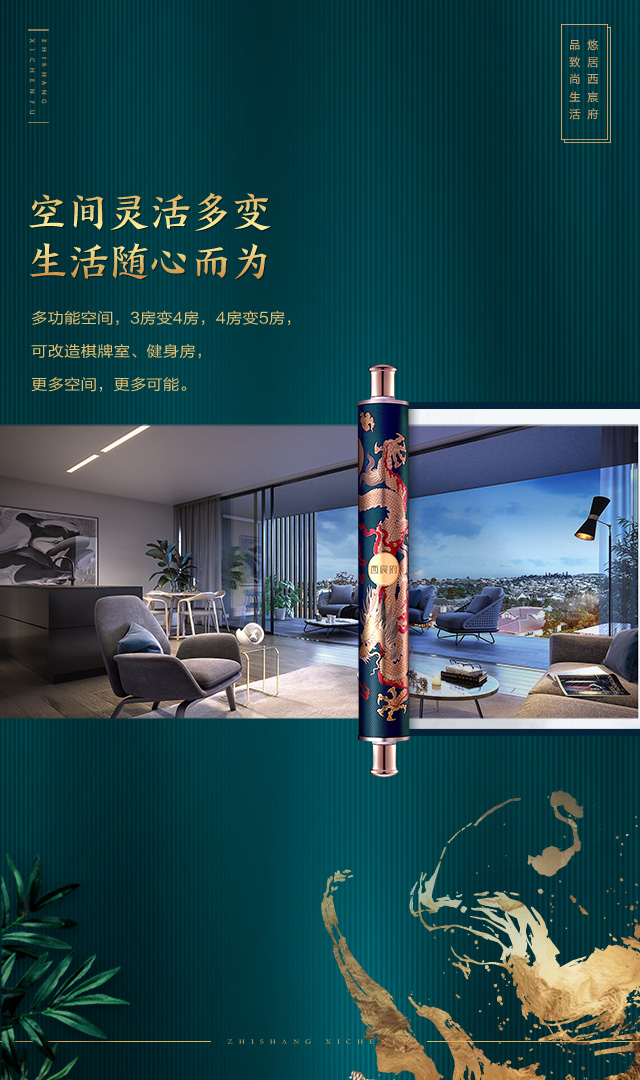 ZHISHANG
XICHENFU
悠居西宸府
品致尚生活
空间灵活多变
生活随心而为
多功能空间，3房变4房，4房变5房，
可改造棋牌室、健身房，
更多空间，更多可能。
西宸府
ZHISHANG XICHE